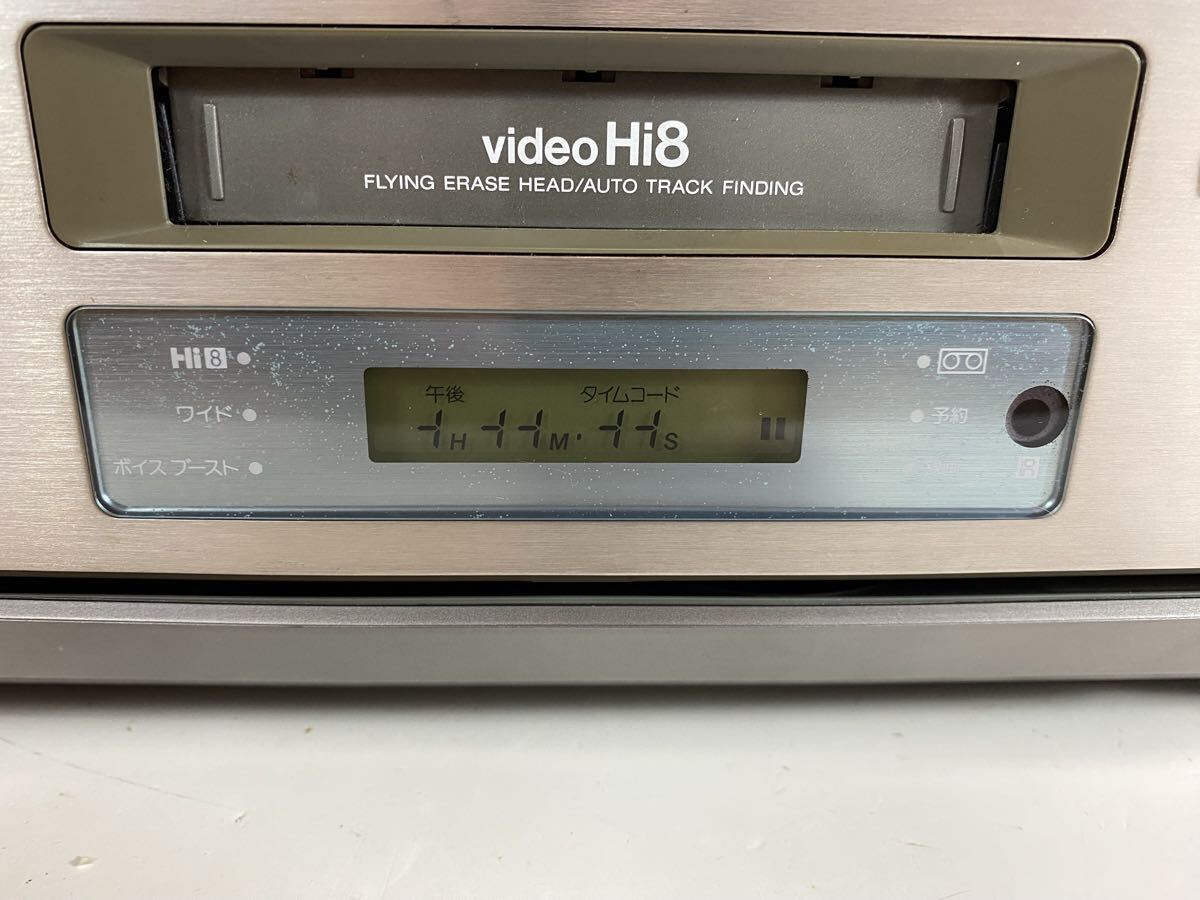 video Hi8
FLYING ERASE HEAD/AUTO TRACK FINDING
Hi8
ワイド
ボイス ブースト
午後 タイムコード
H M. S
予約